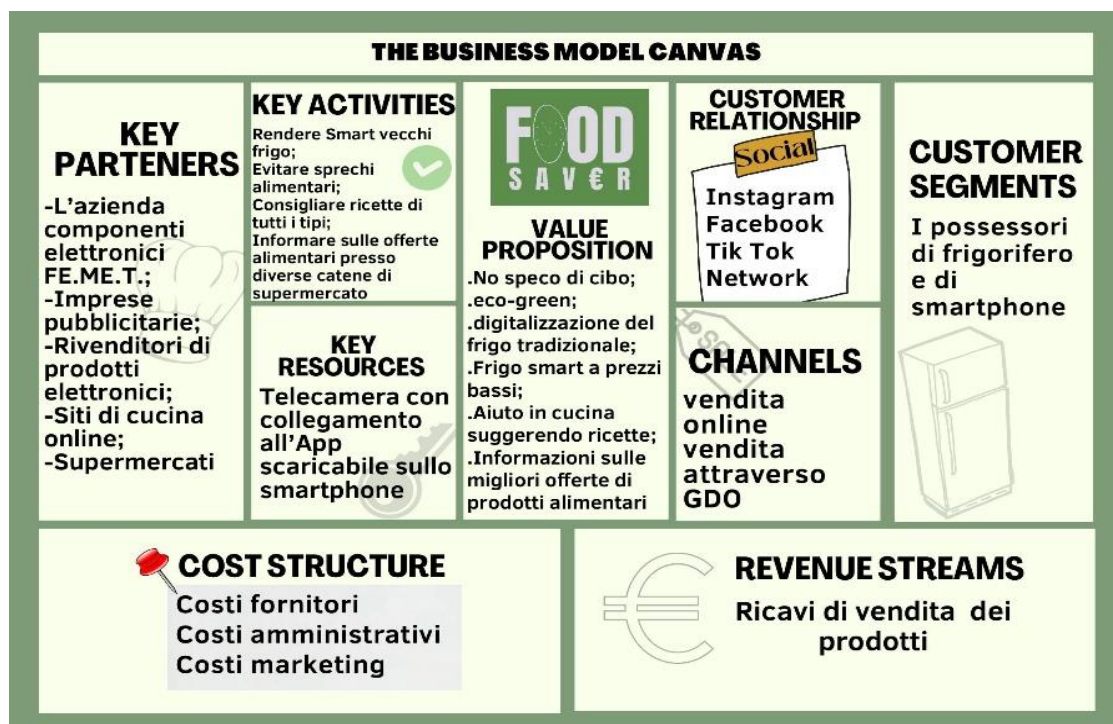 THE BUSINESS MODEL CANVAS
KEY
PARTENERS
-L'azienda
componenti
elettronici
FE.ME.T.;
-Imprese
pubblicitarie;
-Rivenditori di
prodotti
elettronici;
-Siti di cucina
online;
-Supermercati
KEY ACTIVITIES
Rendere Smart vecchi
frigo;
Evitare sprechi
alimentari;
Consigliare ricette di
tutti i tipi;
Informare sulle offerte
alimentari presso
diverse catene di
supermercato
KEY
RESOURCES
Telecamera con
collegamento
all'App
scaricabile sullo
smartphone
FOOD
SAV€R
VALUE
PROPOSITION
.No speco di cibo;
.eco-green;
.digitalizzazione del
frigo tradizionale;
.Frigo smart a prezzi
bassi;
.Aiuto in cucina
suggerendo ricette;
.Informazioni sulle
migliori offerte di
prodotti alimentari
CUSTOMER
RELATIONSHIP
Social
Instagram
Facebook
Tik Tok
Network
CHANNELS
vendita
online
vendita
attraverso
GDO
CUSTOMER
SEGMENTS
I possessori
di frigorifero
e di
smartphone
COST STRUCTURE
Costi fornitori
Costi amministrativi
Costi marketing
€
REVENUE STREAMS
Ricavi di vendita dei
prodotti